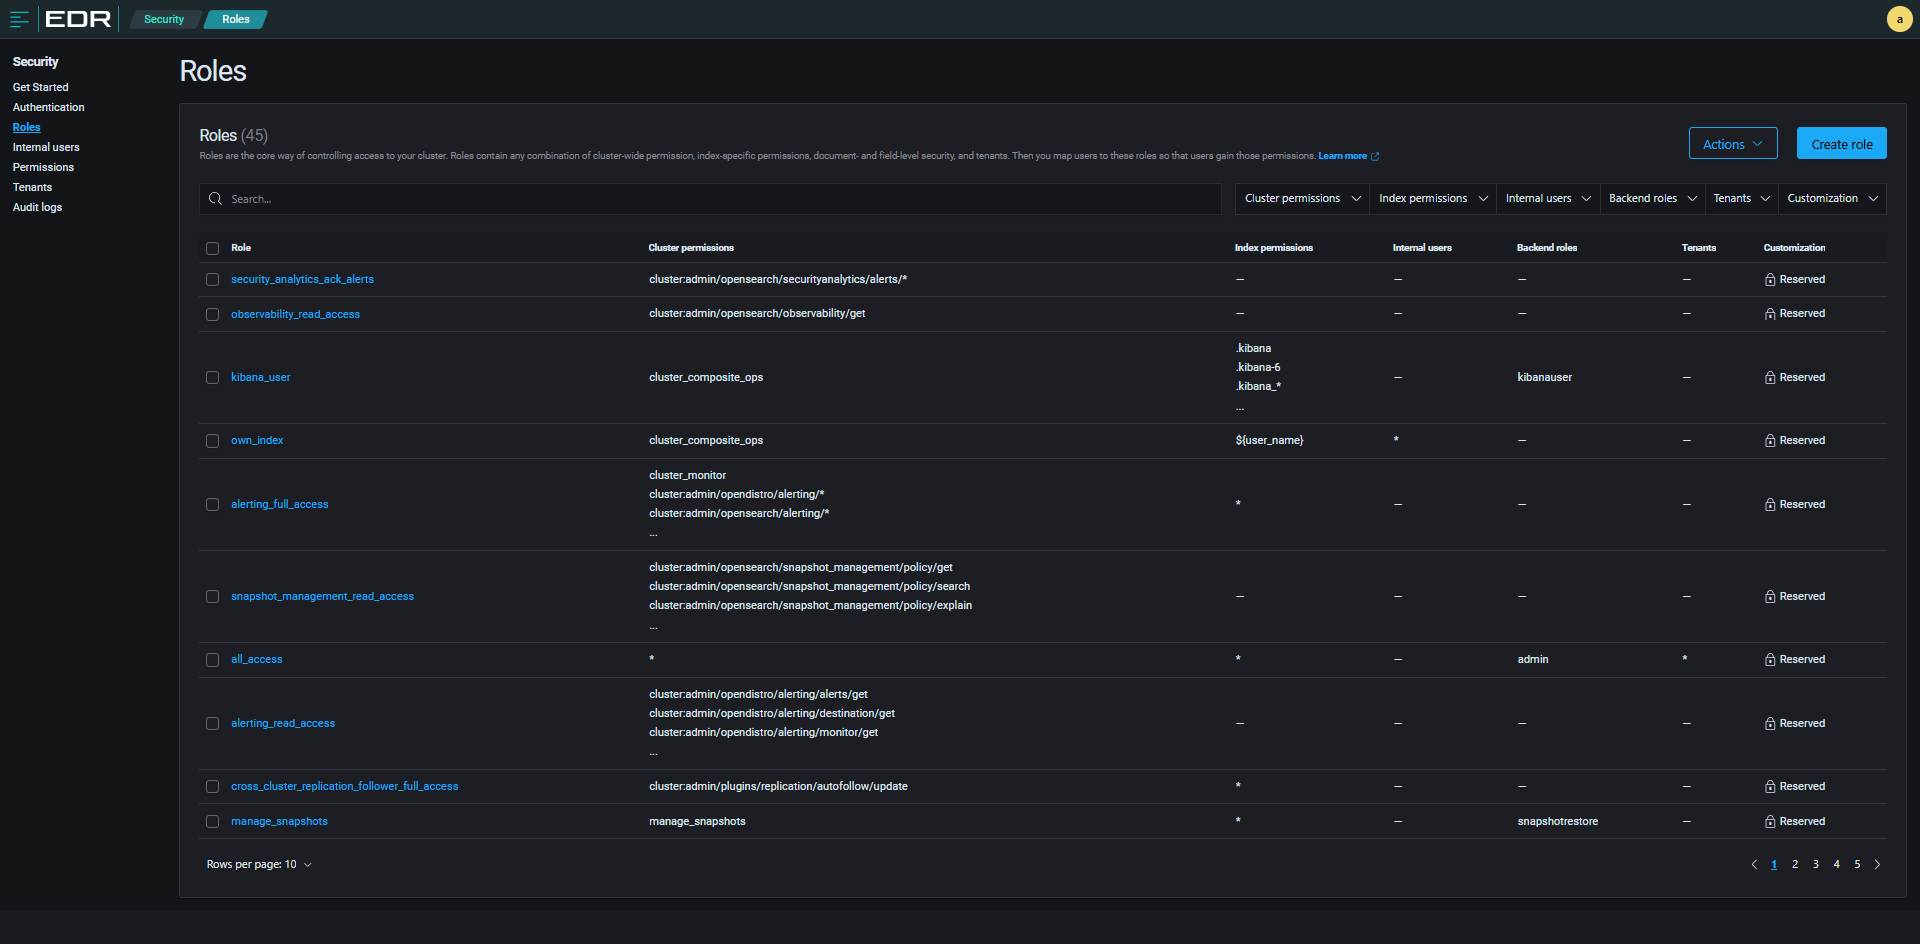 EDR
Security
Roles
a
Security
Get Started
Authentication
Roles
Internal users
Permissions
Tenants
Audit logs
Roles
Roles (45)
Roles are the core way of controlling access to your cluster. Roles contain any combination of cluster-wide permission, index-specific permissions, document- and field-level security, and tenants. Then you map users to these roles so that users gain those permissions. Learn more
Actions
Create role
Search...
Cluster permissions
Index permissions
Internal users
Backend roles
Tenants
Customization
Role Cluster permissions Index permissions Internal users Backend roles Tenants Customization
security_analytics_ack_alerts cluster:admin/opensearch/securityanalytics/alerts/* — — — — Reserved
observability_read_access cluster:admin/opensearch/observability/get — — — — Reserved
kibana_user cluster_composite_ops
.kibana
.kibana-6
.kibana_*
...
— kibanauser — Reserved
own_index cluster_composite_ops ${user_name} * — — Reserved
alerting_full_access
cluster_monitor
cluster:admin/opendistro/alerting/*
cluster:admin/opensearch/alerting/*
...
* — — — Reserved
snapshot_management_read_access
cluster:admin/opensearch/snapshot_management/policy/get
cluster:admin/opensearch/snapshot_management/policy/search
cluster:admin/opensearch/snapshot_management/policy/explain
...
— — — — Reserved
all_access * * — admin * Reserved
alerting_read_access
cluster:admin/opendistro/alerting/alerts/get
cluster:admin/opendistro/alerting/destination/get
cluster:admin/opendistro/alerting/monitor/get
...
— — — — Reserved
cross_cluster_replication_follower_full_access cluster:admin/plugins/replication/autofollow/update * — — — Reserved
manage_snapshots manage_snapshots * — snapshotrestore — Reserved
Rows per page: 10
1 2 3 4 5